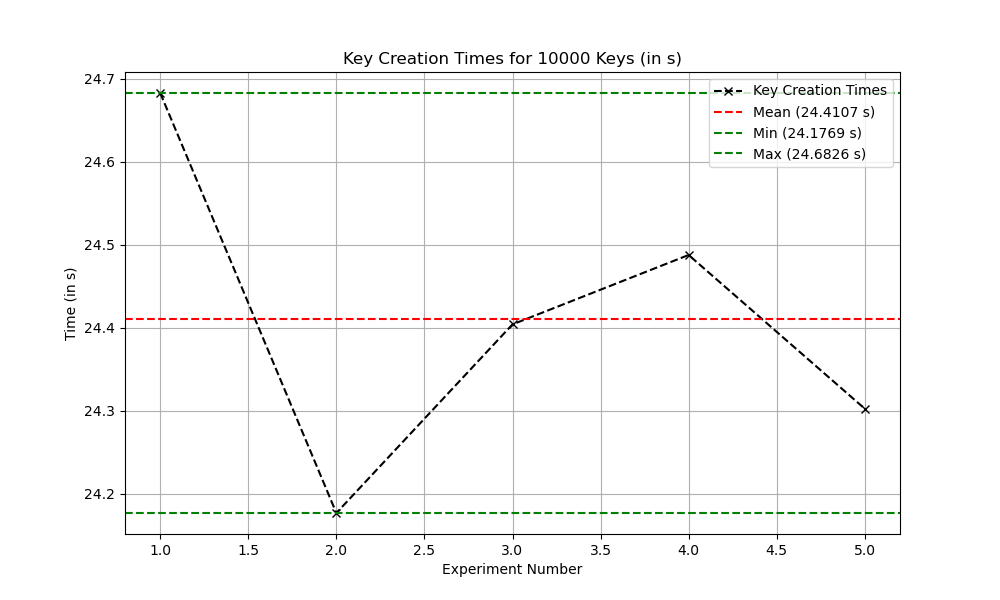 Key Creation Times for 10000 Keys (in s)
24.7
24.6
24.5
24.4
24.3
24.2
Time (in s)
Key Creation Times
Mean (24.4107 s)
Min (24.1769 s)
Max (24.6826 s)
1.0 1.5 2.0 2.5 3.0 3.5 4.0 4.5 5.0
Experiment Number